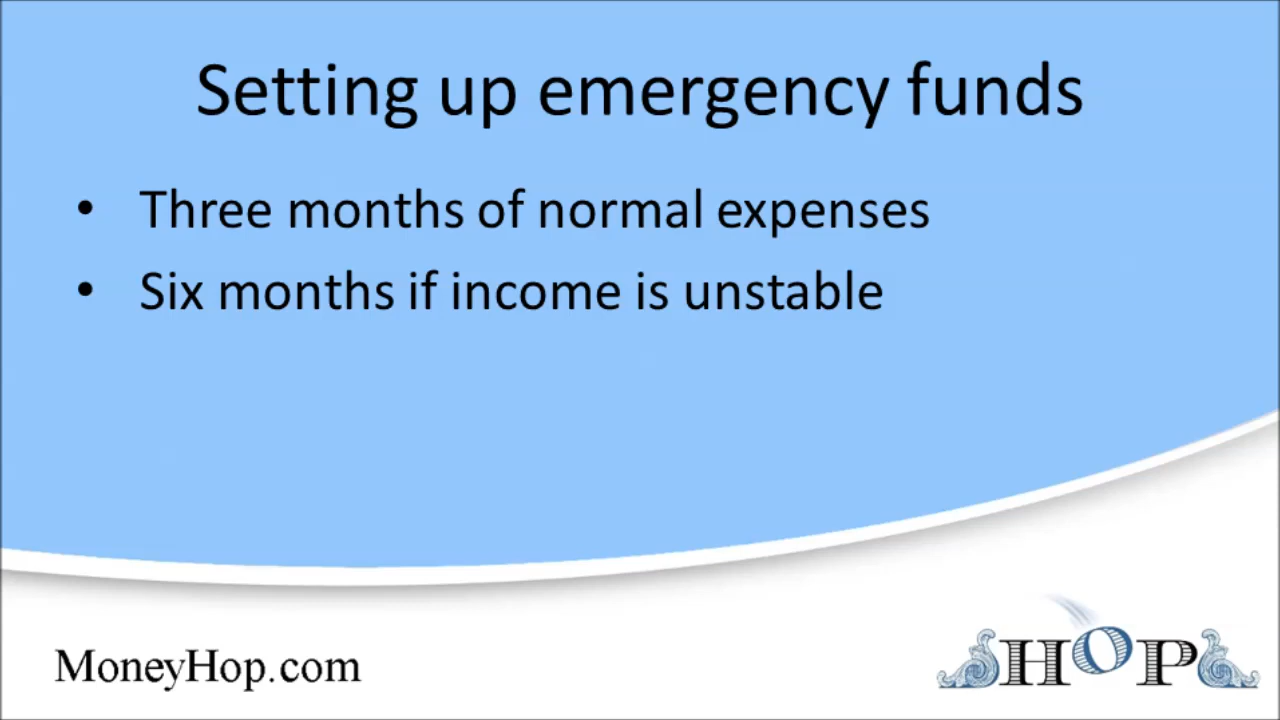 Setting up emergency funds
• Three months of normal expenses
• Six months if income is unstable
MoneyHop.com
HOP